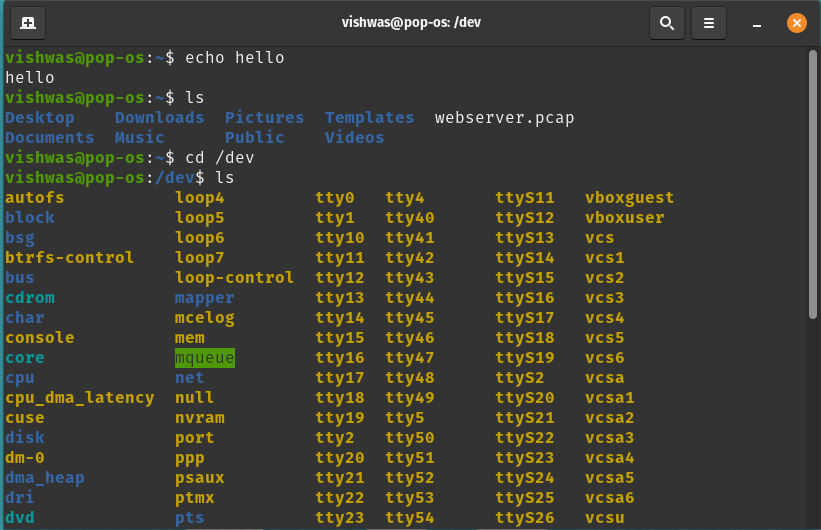 vishwas@pop-os: /dev
vishwas@pop-os:~$ echo hello
hello
vishwas@pop-os:~$ ls
Desktop Downloads Pictures Templates webserver.pcap
Documents Music Public Videos
vishwas@pop-os:~$ cd /dev
vishwas@pop-os:/dev$ ls
autofs loop4 tty0 tty4 ttyS11 vboxguest
block loop5 tty1 tty40 ttyS12 vboxuser
bsg loop6 tty10 tty41 ttyS13 vcs
btrfs-control loop7 tty11 tty42 ttyS14 vcs1
bus loop-control tty12 tty43 ttyS15 vcs2
cdrom mapper tty13 tty44 ttyS16 vcs3
char mcelog tty14 tty45 ttyS17 vcs4
console mem tty15 tty46 ttyS18 vcs5
core mqueue tty16 tty47 ttyS19 vcs6
cpu net tty17 tty48 ttyS2 vcsa
cpu_dma_latency null tty18 tty49 ttyS20 vcsa1
cuse nvram tty19 tty5 ttyS21 vcsa2
disk port tty2 tty50 ttyS22 vcsa3
dm-0 ppp tty20 tty51 ttyS23 vcsa4
dma_heap psaux tty21 tty52 ttyS24 vcsa5
dri ptmx tty22 tty53 ttyS25 vcsa6
dvd pts tty23 tty54 ttyS26 vcsu